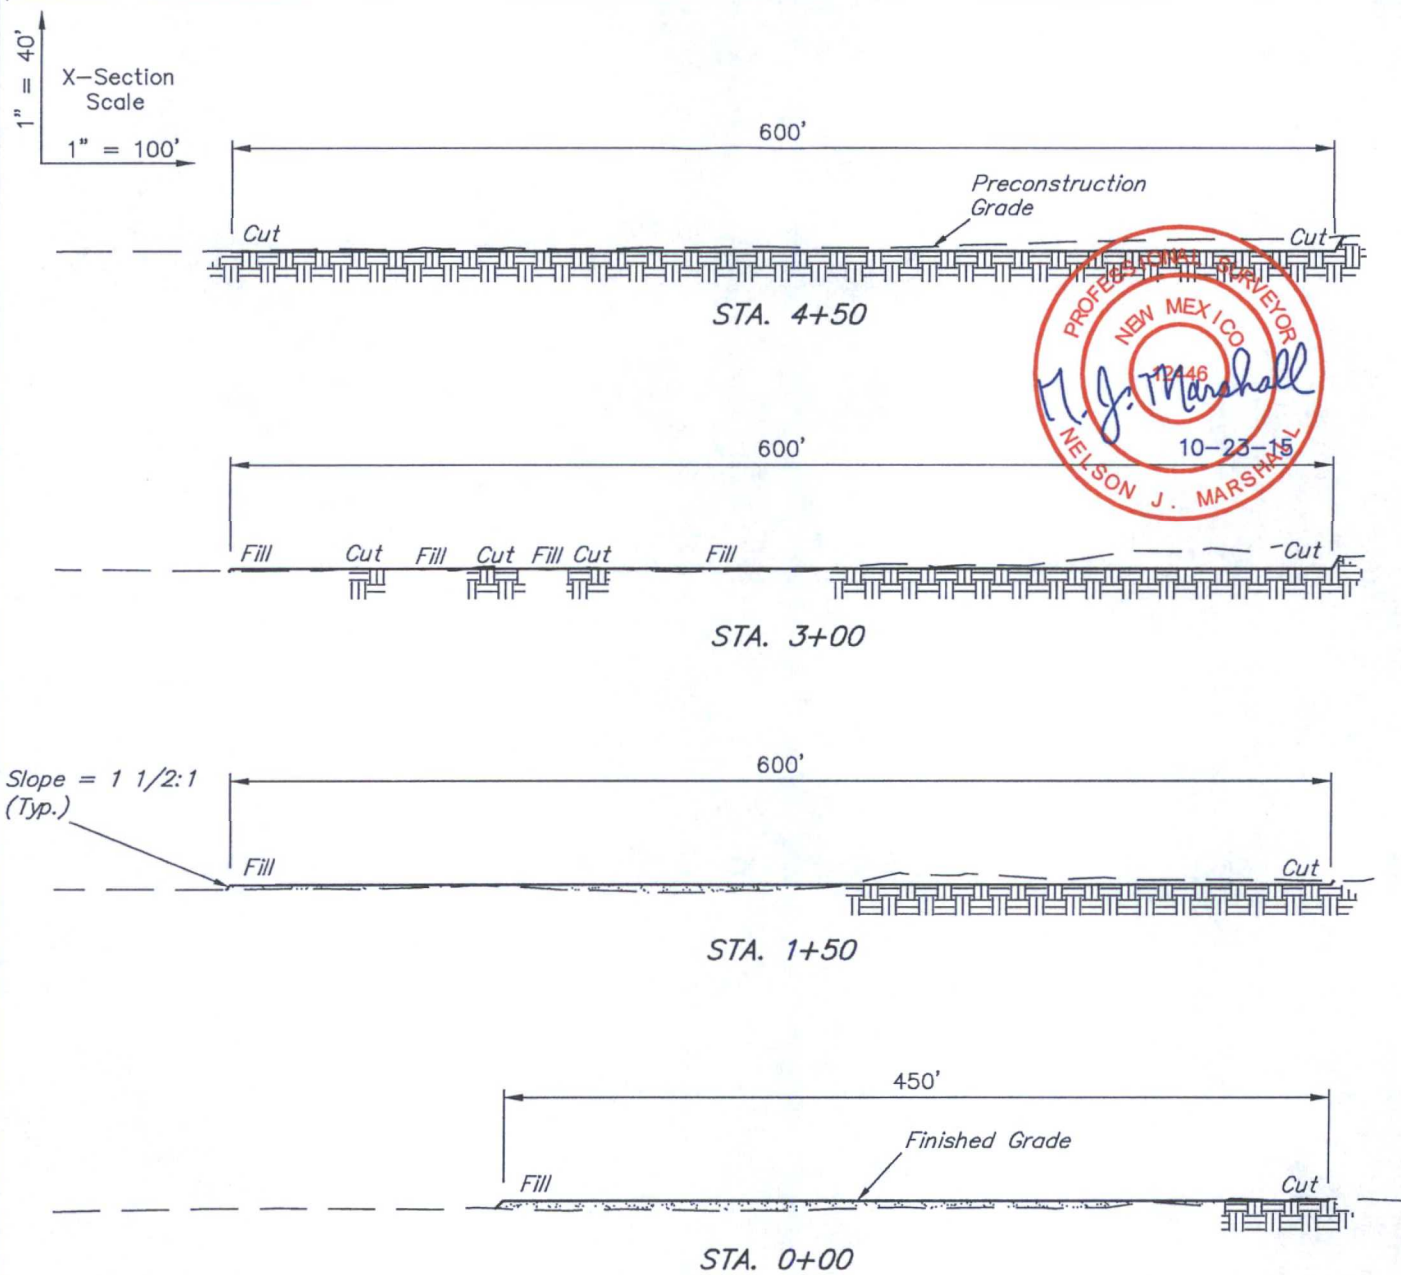 1" = 40'
X-Section
Scale
1" = 100'
600'
Preconstruction
Grade
Cut
Cut
STA. 4+50
PROFESSIONAL SURVEYOR
NEW MEXICO
12446
N. J. Marshall
10-23-15
NELSON J. MARSHALL
600'
Fill Cut Fill Cut Fill Cut Fill Cut
STA. 3+00
600'
Slope = 1 1/2:1
(Typ.)
Fill
Cut
STA. 1+50
450'
Finished Grade
Fill
Cut
STA. 0+00